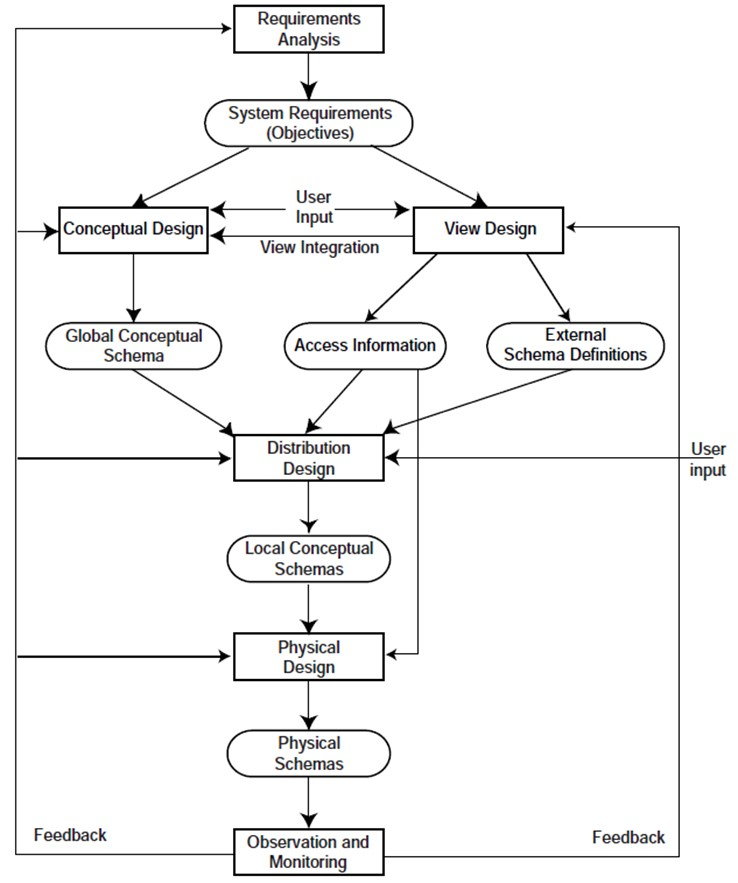 Requirements
Analysis
System Requirements
(Objectives)
User
Input
Conceptual Design
View Design
View Integration
Global Conceptual
Schema
Access Information
External
Schema Definitions
Distribution
Design
User
input
Local Conceptual
Schemas
Physical
Design
Physical
Schemas
Feedback
Observation and
Monitoring
Feedback